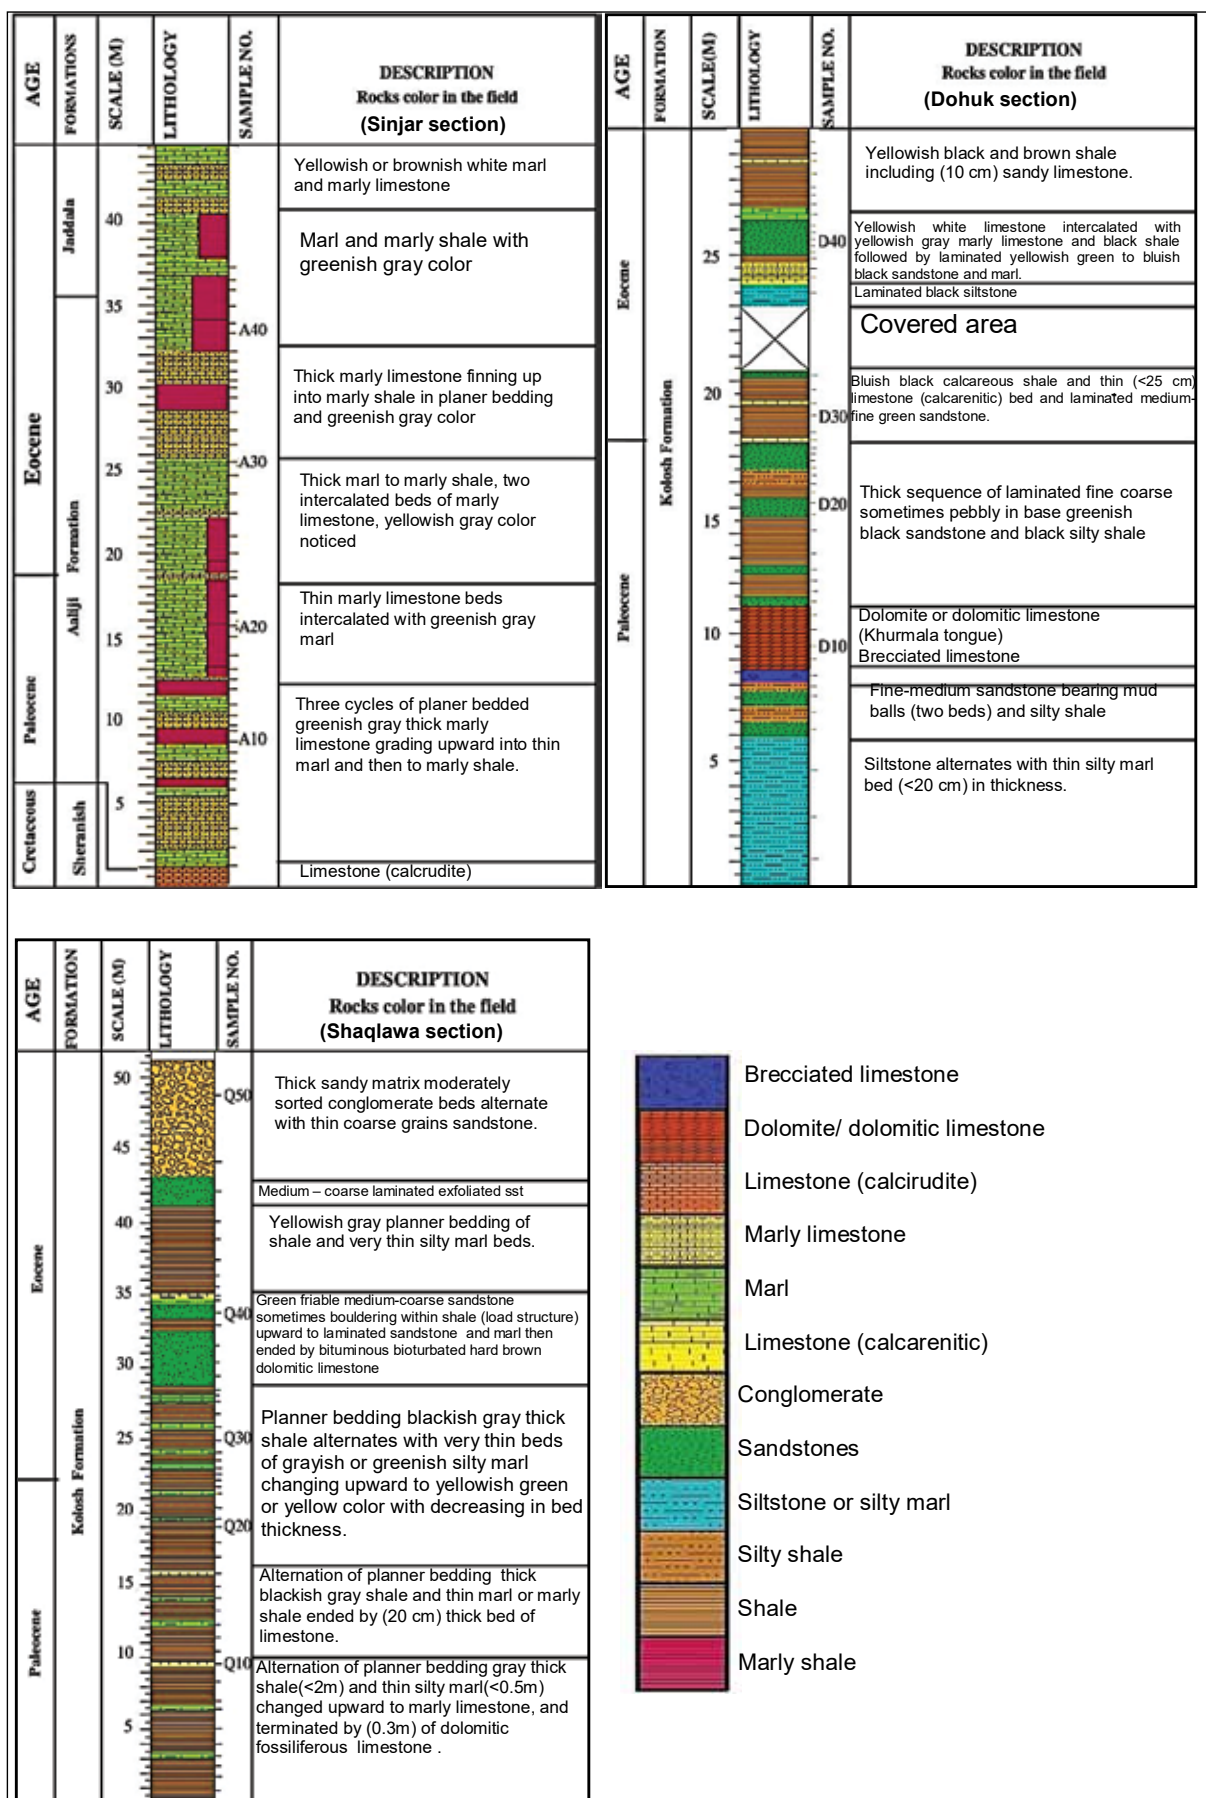 AGE
FORMATIONS
SCALE (M)
LITHOLOGY
SAMPLE NO.
DESCRIPTION
Rocks color in the field
(Sinjar section)
Yellowish or brownish white marl
and marly limestone
Marl and marly shale with
greenish gray color
Thick marly limestone finning up
into marly shale in planer bedding
and greenish gray color
Thick marl to marly shale, two
intercalated beds of marly
limestone, yellowish gray color
noticed
Thin marly limestone beds
intercalated with greenish gray
marl
Three cycles of planer bedded
greenish gray thick marly
limestone grading upward into thin
marl and then to marly shale.
Limestone (calcrudite)
Eocene
Paleocene
Cretaceous
Jaddala
Aaliji Formation
Sheranish
40
35
30
25
20
15
10
5
A40
A30
A20
A10
AGE
FORMATION
SCALE(M)
LITHOLOGY
SAMPLE NO.
DESCRIPTION
Rocks color in the field
(Dohuk section)
Yellowish black and brown shale
including (10 cm) sandy limestone.
Yellowish white limestone intercalated with
yellowish gray marly limestone and black shale
followed by laminated yellowish green to bluish
black sandstone and marl.
Laminated black siltstone
Covered area
Bluish black calcareous shale and thin (<25 cm)
limestone (calcarenitic) bed and laminated medium-
fine green sandstone.
Thick sequence of laminated fine coarse
sometimes pebbly in base greenish
black sandstone and black silty shale
Dolomite or dolomitic limestone
(Khurmala tongue)
Brecciated limestone
Fine-medium sandstone bearing mud
balls (two beds) and silty shale
Siltstone alternates with thin silty marl
bed (<20 cm) in thickness.
Eocene
Paleocene
Kolosh Formation
25
20
15
10
5
D40
D30
D20
D10
AGE
FORMATION
SCALE (M)
LITHOLOGY
SAMPLE NO.
DESCRIPTION
Rocks color in the field
(Shaqlawa section)
Thick sandy matrix moderately
sorted conglomerate beds alternate
with thin coarse grains sandstone.
Medium – coarse laminated exfoliated sst
Yellowish gray planner bedding of
shale and very thin silty marl beds.
Green friable medium-coarse sandstone
sometimes bouldering within shale (load structure)
upward to laminated sandstone and marl then
ended by bituminous bioturbated hard brown
dolomitic limestone
Planner bedding blackish gray thick
shale alternates with very thin beds
of grayish or greenish silty marl
changing upward to yellowish green
or yellow color with decreasing in bed
thickness.
Alternation of planner bedding thick
blackish gray shale and thin marl or marly
shale ended by (20 cm) thick bed of
limestone.
Alternation of planner bedding gray thick
shale(<2m) and thin silty marl(<0.5m)
changed upward to marly limestone, and
terminated by (0.3m) of dolomitic
fossiliferous limestone .
Eocene
Paleocene
Kolosh Formation
50
45
40
35
30
25
20
15
10
5
Q50
Q40
Q30
Q20
Q10
Brecciated limestone
Dolomite/ dolomitic limestone
Limestone (calcirudite)
Marly limestone
Marl
Limestone (calcarenitic)
Conglomerate
Sandstones
Siltstone or silty marl
Silty shale
Shale
Marly shale